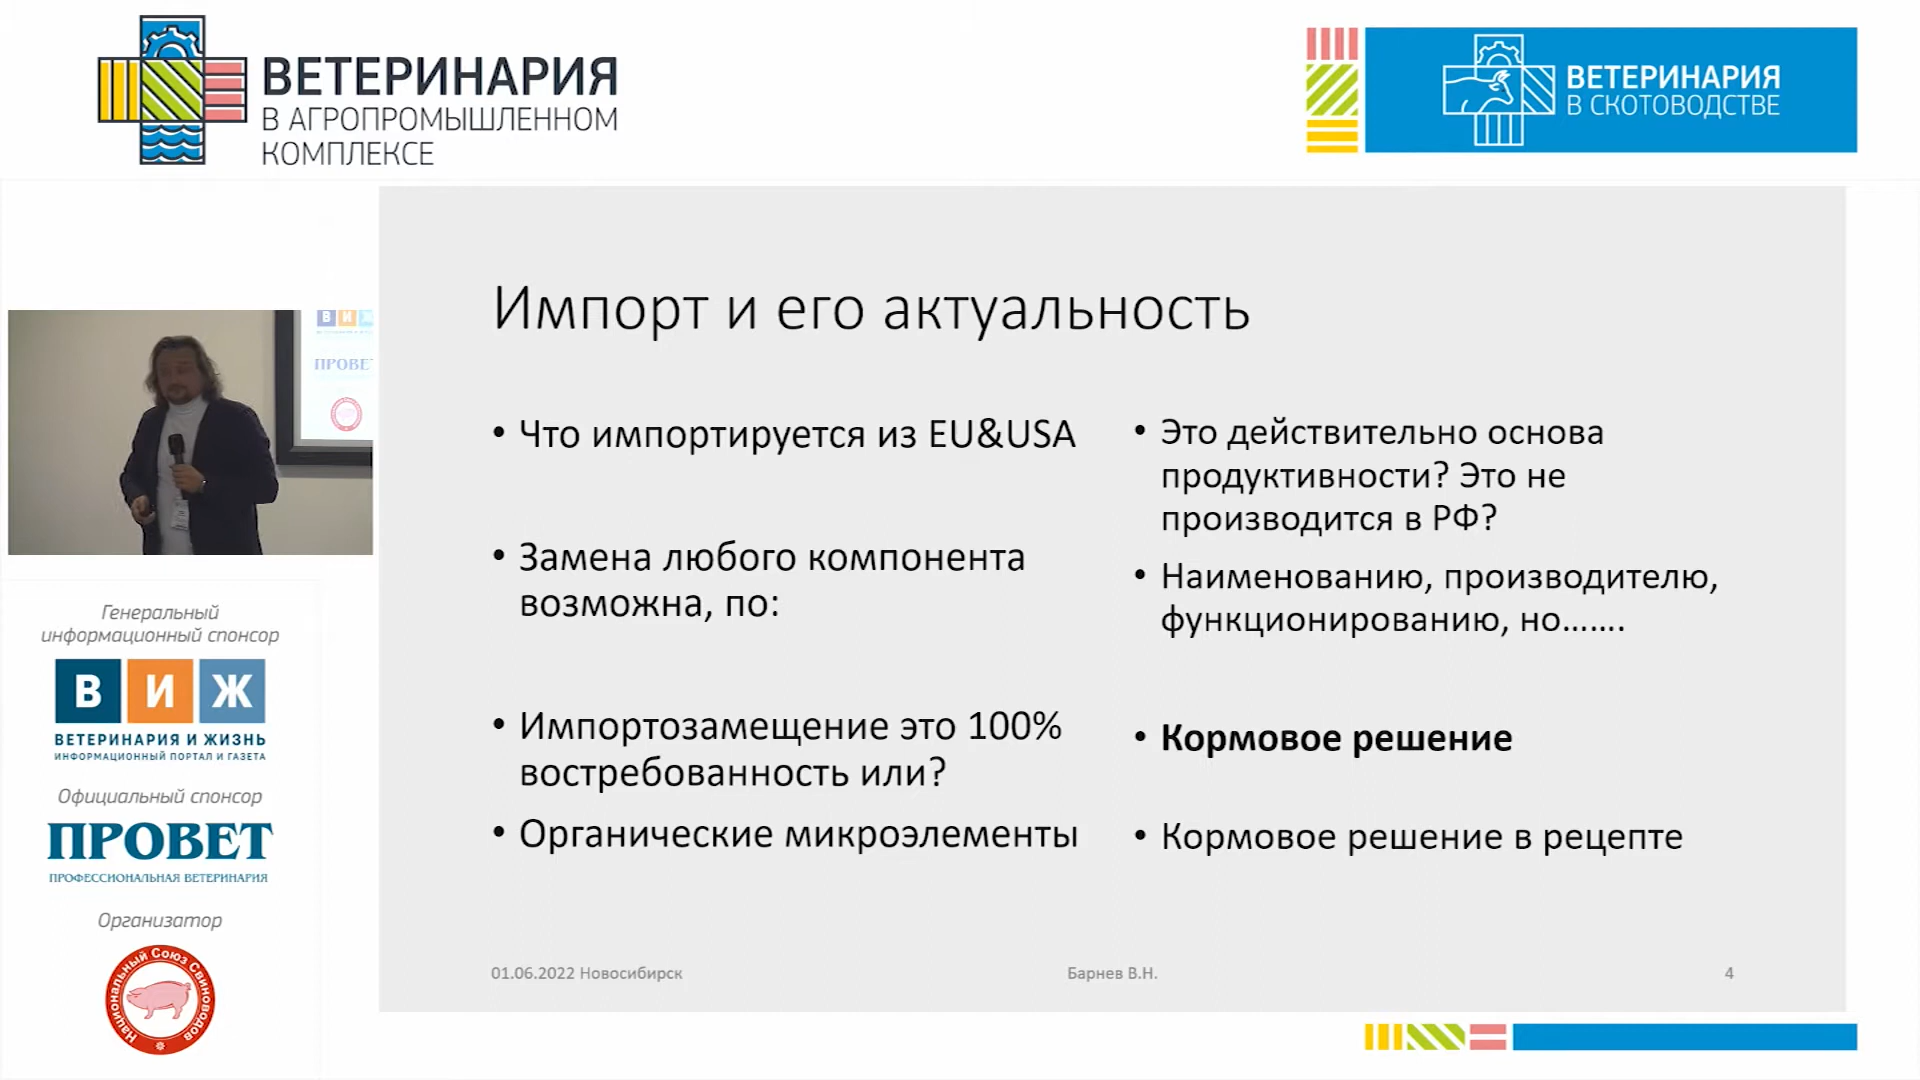 ВЕТЕРИНАРИЯ
В АГРОПРОМЫШЛЕННОМ
КОМПЛЕКСЕ
ВЕТЕРИНАРИЯ
В СКОТОВОДСТВЕ
Импорт и его актуальность
• Что импортируется из EU&USA
• Замена любого компонента
возможна, по:
• Импортозамещение это 100%
востребованность или?
• Органические микроэлементы
• Это действительно основа
продуктивности? Это не
производится в РФ?
• Наименованию, производителю,
функционированию, но…….
• Кормовое решение
• Кормовое решение в рецепте
01.06.2022 Новосибирск
Барнев В.Н.
4
В И Ж
ПРОВЕТ
Генеральный
информационный спонсор
В И Ж
ВЕТЕРИНАРИЯ И ЖИЗНЬ
ИНФОРМАЦИОННЫЙ ПОРТАЛ И ГАЗЕТА
Официальный спонсор
ПРОВЕТ
ПРОФЕССИОНАЛЬНАЯ ВЕТЕРИНАРИЯ
Организатор
Национальный Союз Свиноводов